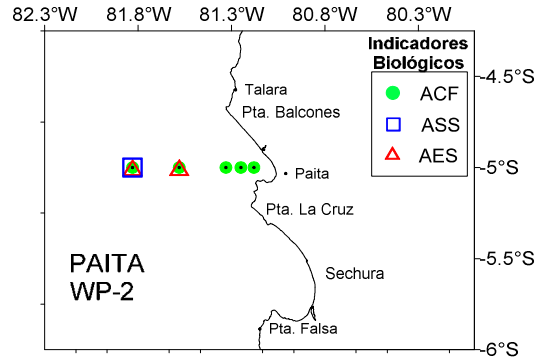 82.3°W 81.8°W 81.3°W 80.8°W 80.3°W
Indicadores
Biológicos
ACF
ASS
AES
-4.5°S
Talara
Pta. Balcones
-5°S
Paita
Pta. La Cruz
-5.5°S
PAITA
WP-2
Sechura
Pta. Falsa
-6°S